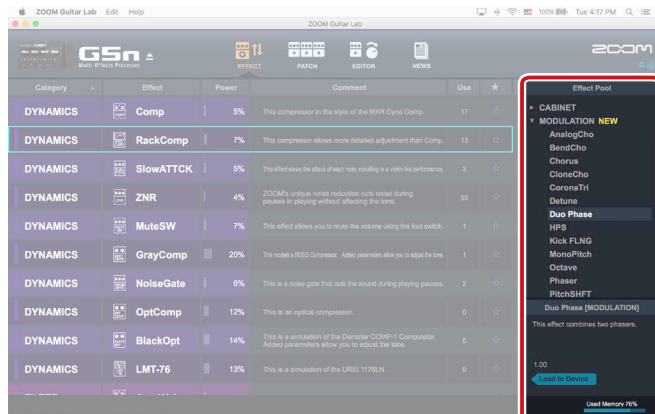 ZOOM Guitar Lab Edit Help 100% Tue 4:17 PM
ZOOM Guitar Lab
G5n
Multi-Effects Processor
EFFECT PATCH EDITOR NEWS
ZOOM
Category Effect Power Comment Use
DYNAMICS Comp 5% This compressor in the style of the MXR Dyna Comp. 17
DYNAMICS RackComp 7% This compressor allows more detailed adjustment than Comp. 13
DYNAMICS SlowATTCK 5% This effect slows the attack of each note, resulting in a violin-like performance. 3
DYNAMICS ZNR 4% ZOOM's unique noise reduction cuts noise during
pauses in playing without affecting the tone. 50
DYNAMICS MuteSW 7% This effect allows you to mute the volume using the foot switch. 1
DYNAMICS GrayComp 20% This models a ROSS Compressor. Added parameters allow you to adjust the tone. 1
DYNAMICS NoiseGate 6% This is a noise gate that cuts the sound during playing pauses. 2
DYNAMICS OptComp 12% This is an optical compressor. 0
DYNAMICS BlackOpt 14% This is a simulation of the Demeter COMP-1 Compulator.
Added parameters allow you to adjust the tone. 0
DYNAMICS LMT-76 13% This is a simulation of the UREI 1176LN. 0
Effect Pool
CABINET
MODULATION NEW
AnalogCho
BendCho
Chorus
CloneCho
CoronaTri
Detune
Duo Phase
HPS
Kick FLNG
MonoPitch
Octave
Phaser
PitchSHFT
Duo Phase [MODULATION]
This effect combines two phasers.
1.00
Load to Device
Used Memory 76%